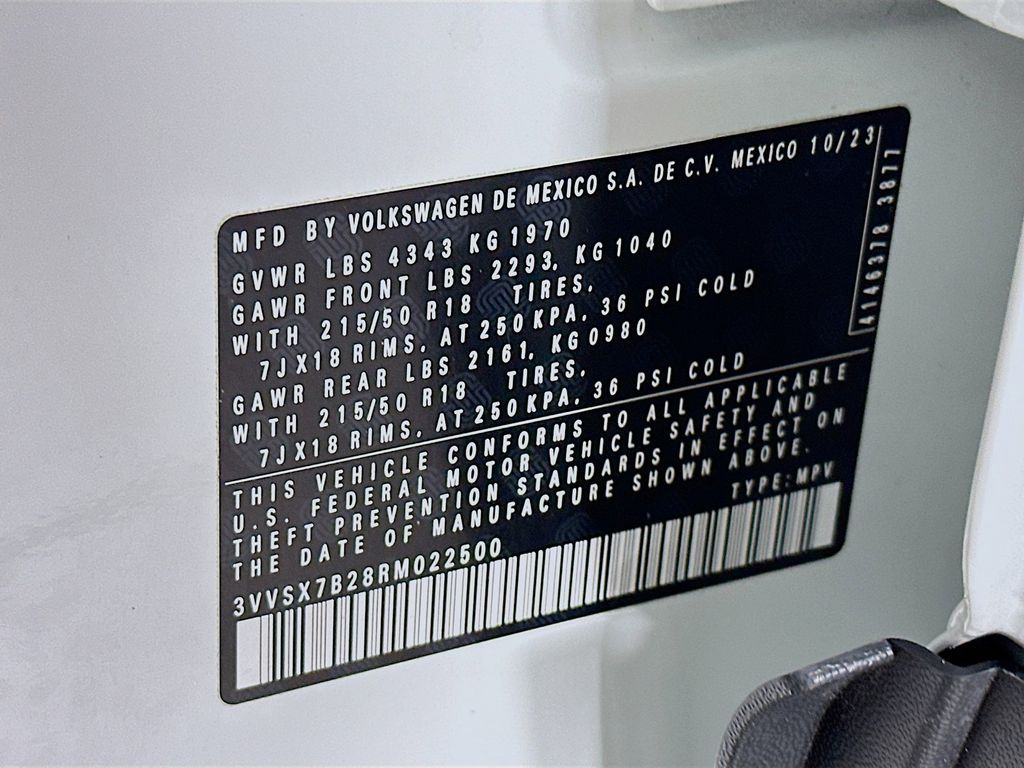 MFD BY VOLKSWAGEN DE MEXICO S.A. DE C.V. MEXICO 10/23
GVWR LBS 4343 KG 1970
GAWR FRONT LBS 2293, KG 1040
WITH 215/50 R18 TIRES,
7JX18 RIMS, AT 250 KPA, 36 PSI COLD
GAWR REAR LBS 2161, KG 0980
WITH 215/50 R18 TIRES,
7JX18 RIMS, AT 250 KPA, 36 PSI COLD
4146378 3877
THIS VEHICLE CONFORMS TO ALL APPLICABLE
U.S. FEDERAL MOTOR VEHICLE SAFETY AND
THEFT PREVENTION STANDARDS IN EFFECT ON
THE DATE OF MANUFACTURE SHOWN ABOVE.
3VVSX7B28RM022500 TYPE:MPV